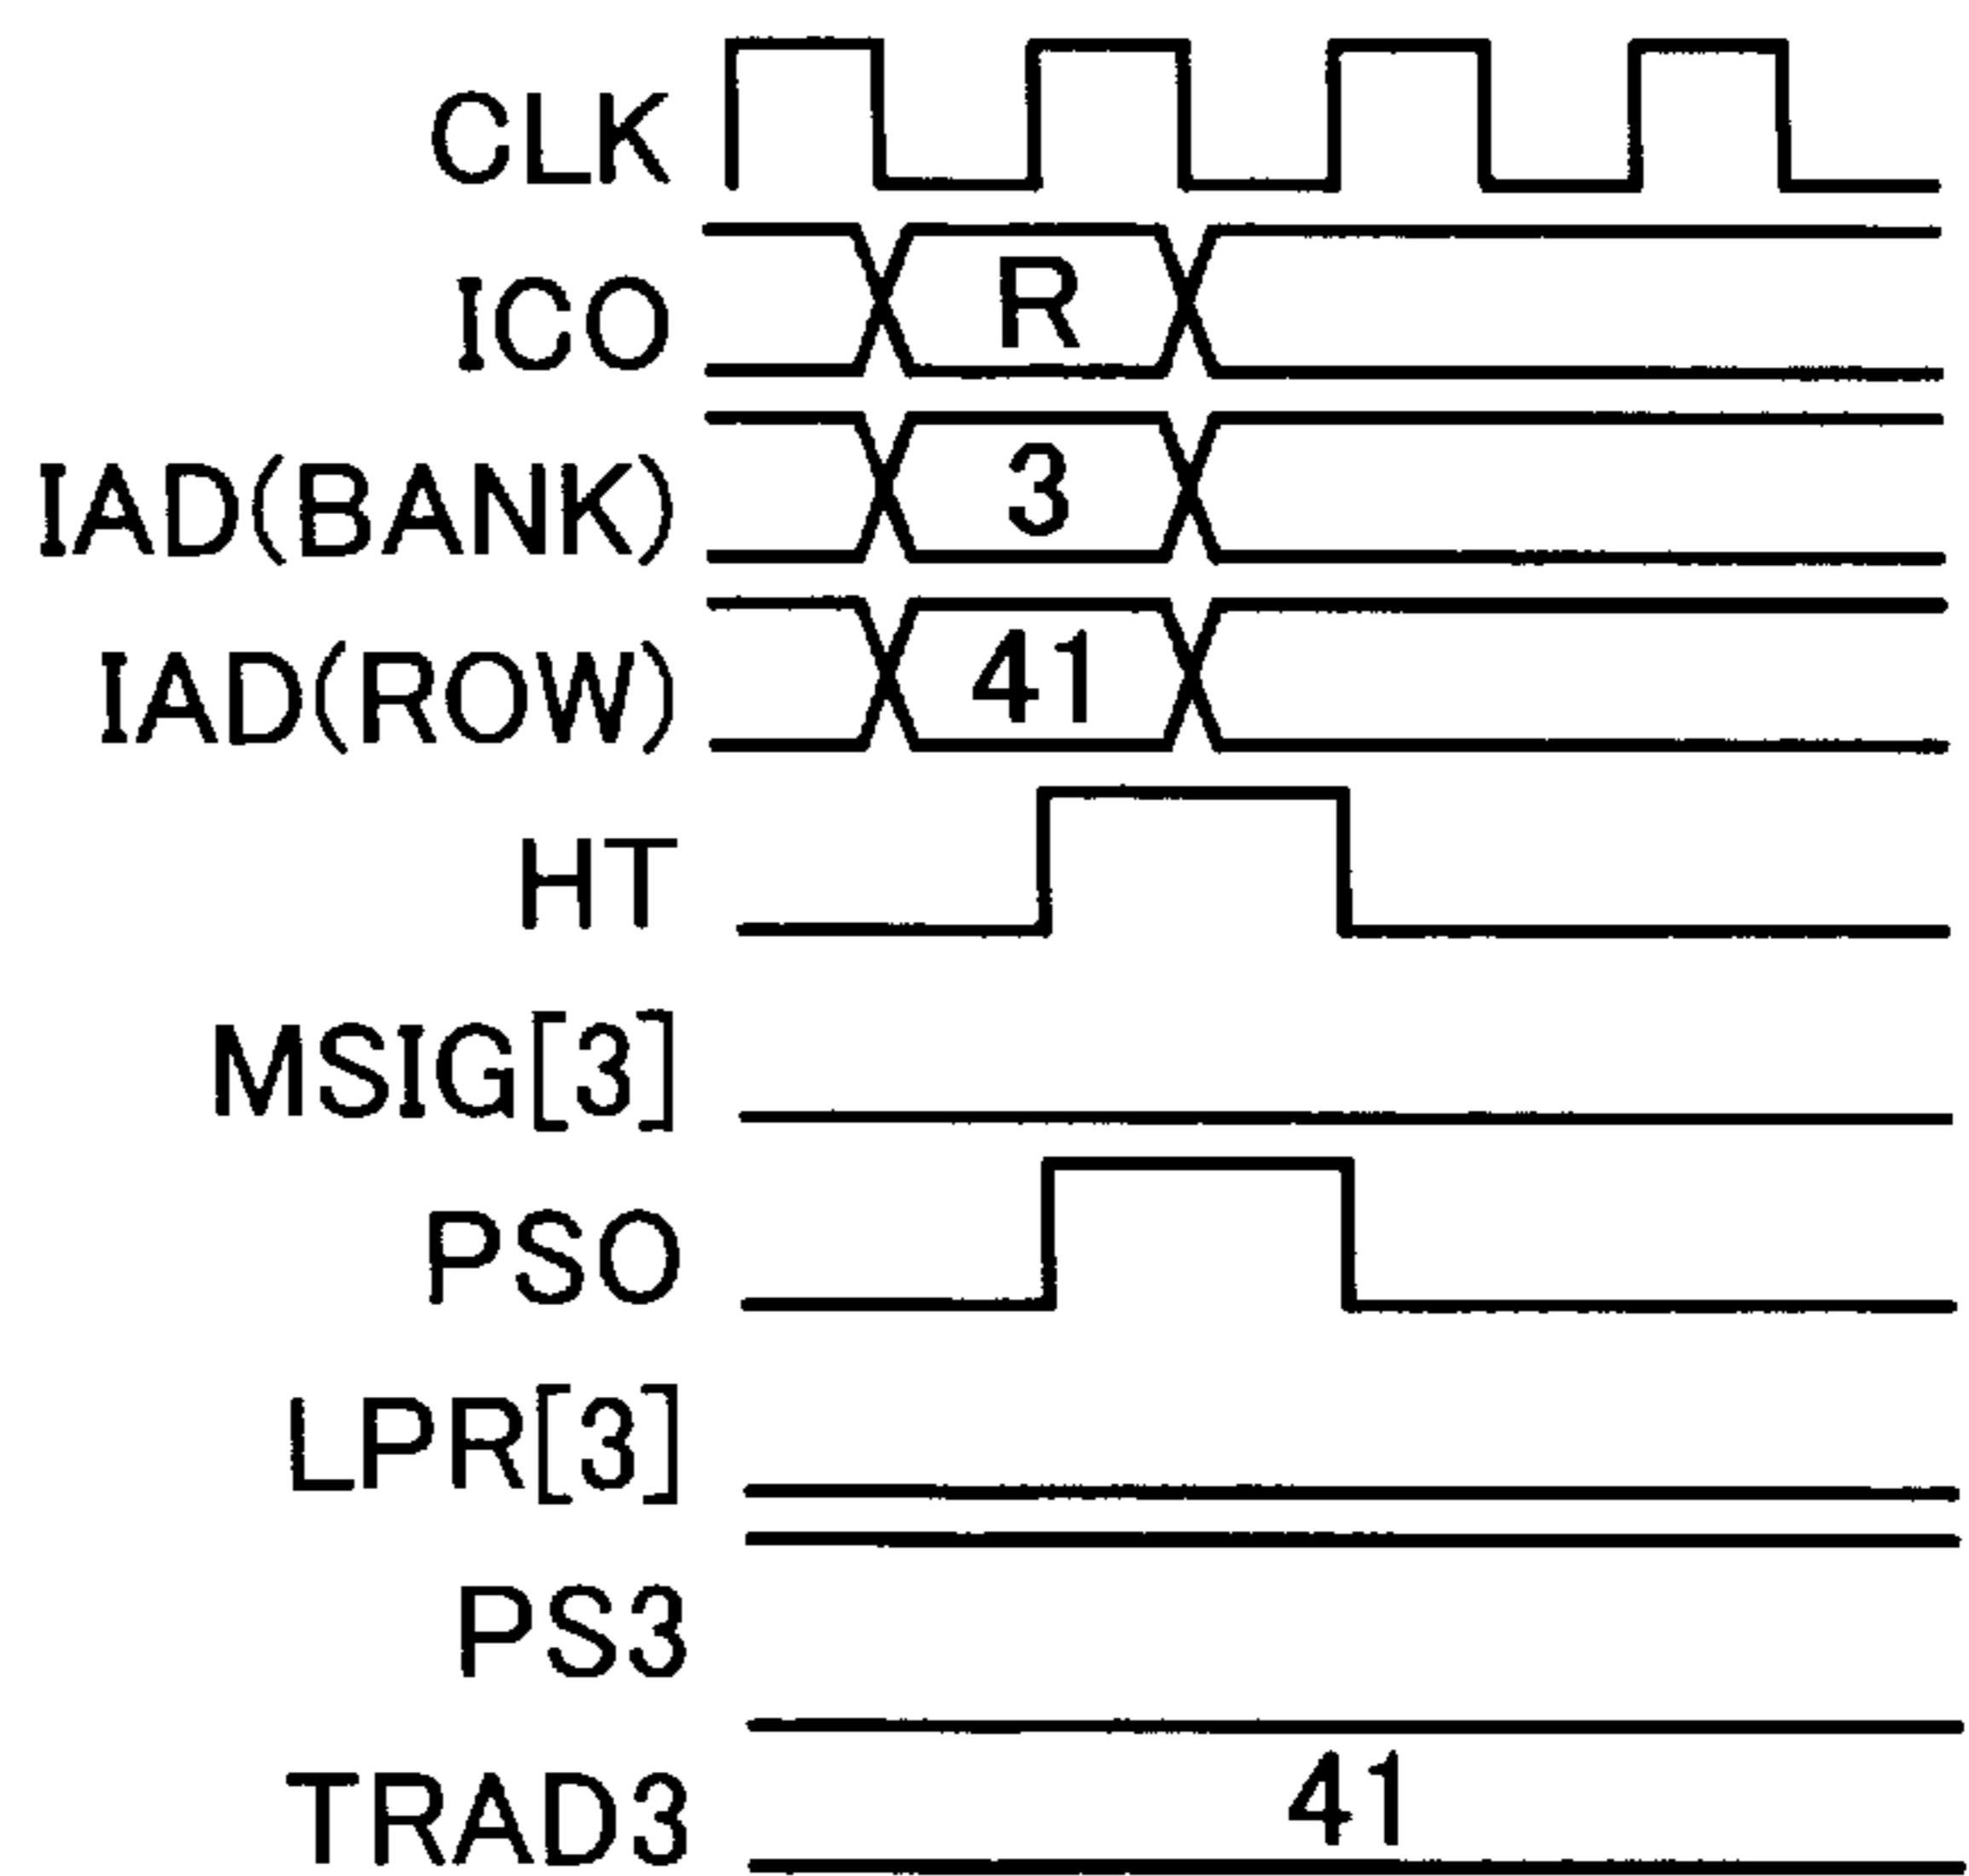 CLK
ICO R
IAD(BANK) 3
IAD(ROW) 41
HT
MSIG[3]
PSO
LPR[3]
PS3
TRAD3 41